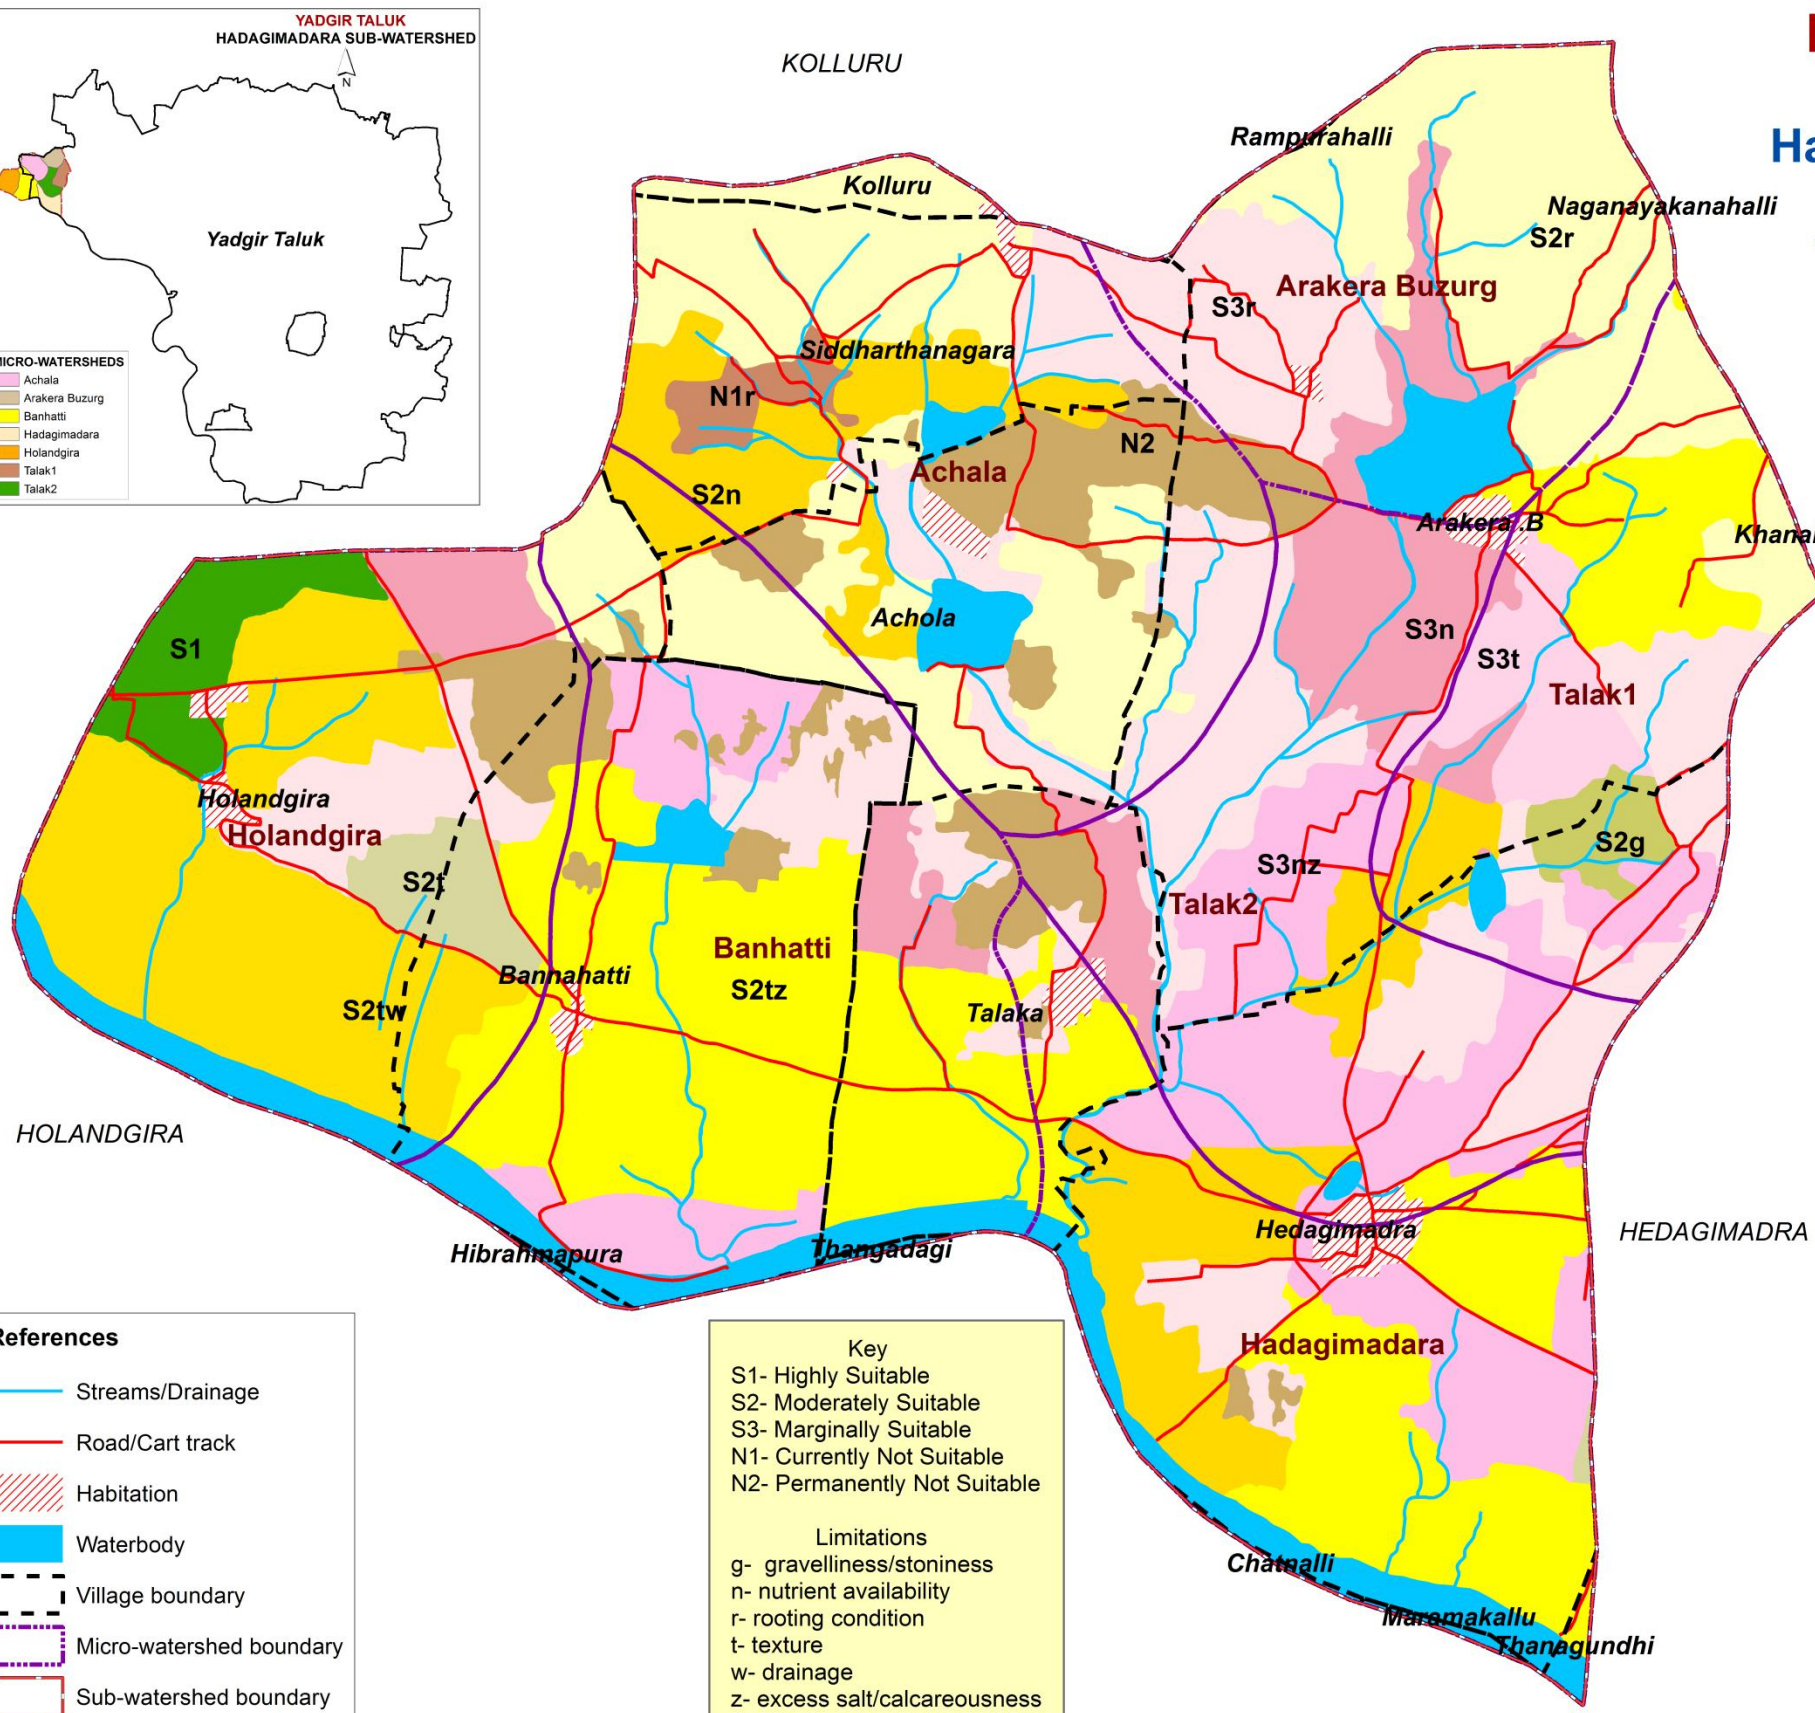 YADGIR TALUK
HADAGIMADARA SUB-WATERSHED
N
Yadgir Taluk
MICRO-WATERSHEDS
Achala
Arakera Buzurg
Banhatti
Hadagimadara
Holandgira
Talak1
Talak2
KOLLURU
Rampurahalli
Kolluru
Naganayakanahalli
S2r
Arakera Buzurg
S3r
Siddharthanagara
N1r
N2
Achala
S2n
Arakera .B
Achola
S3n
S1
S3t
Talak1
Holandgira
Holandgira
S2g
S3nz
S2t
Talak2
Banhatti
Bannahatti
S2tz
S2tw
Talaka
HOLANDGIRA
Hedagimadra
HEDAGIMADRA
Hibrahmapura
Thangadagi
Hadagimadara
Chatnalli
Maramakallu
Thanagundhi
References
Streams/Drainage
Road/Cart track
Habitation
Waterbody
Village boundary
Micro-watershed boundary
Sub-watershed boundary
Key
S1- Highly Suitable
S2- Moderately Suitable
S3- Marginally Suitable
N1- Currently Not Suitable
N2- Permanently Not Suitable
Limitations
g- gravelliness/stoniness
n- nutrient availability
r- rooting condition
t- texture
w- drainage
z- excess salt/calcareousness